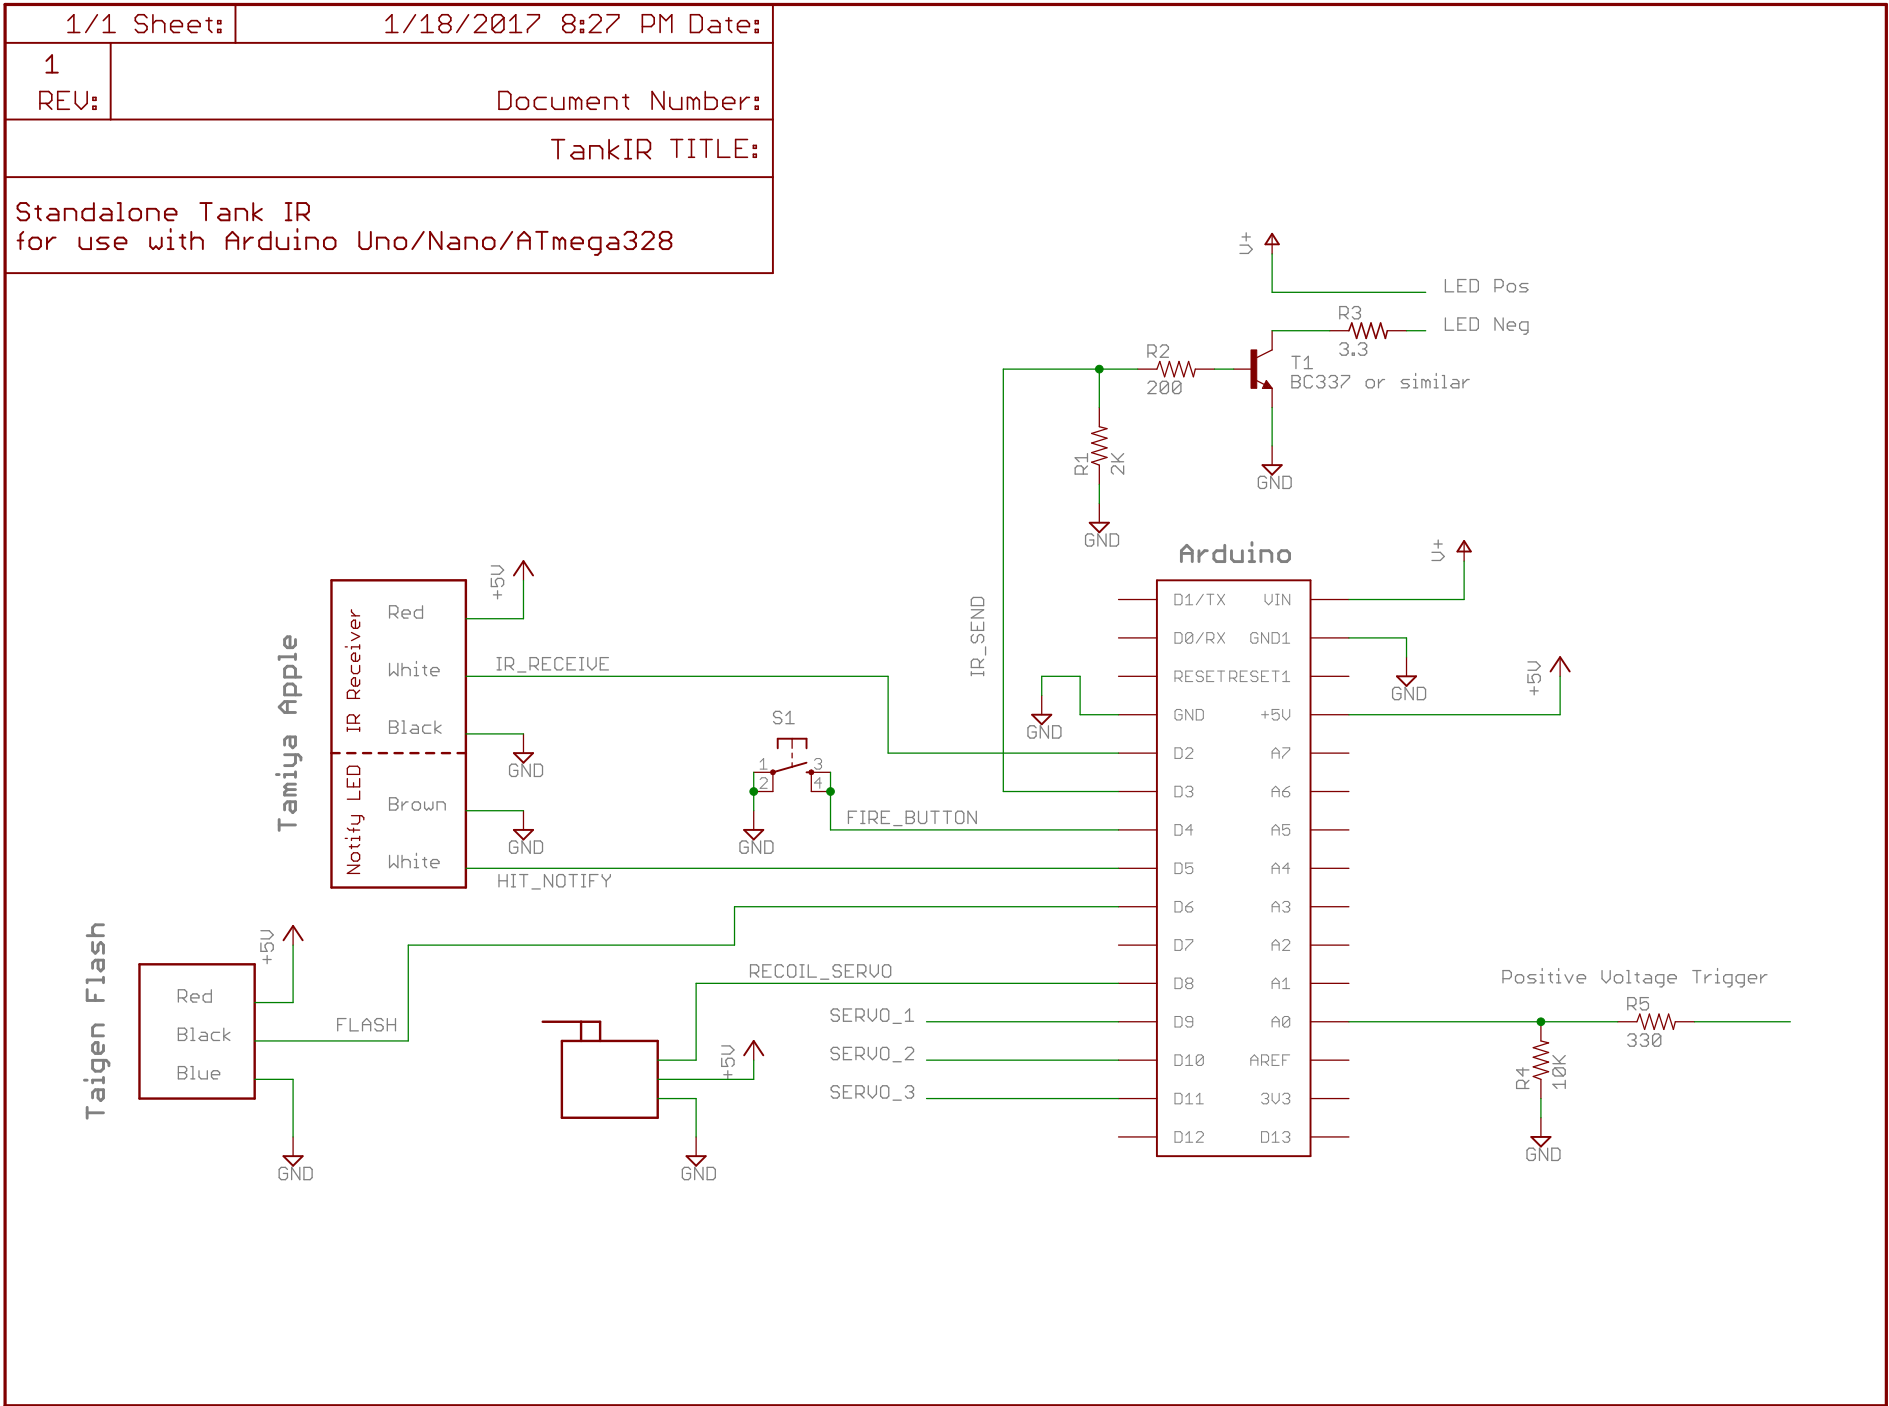 1/1 Sheet: 1/18/2017 8:27 PM Date:
1
REV: Document Number:
TankIR TITLE:
Standalone Tank IR
for use with Arduino Uno/Nano/ATmega328
V+
LED Pos
LED Neg
R3
3.3
R2
200
T1
BC337 or similar
R1
2K
GND
GND
Arduino
V+
D1/TX VIN
D0/RX GND1
RESET RESET1
GND +5V
D2 A7
D3 A6
D4 A5
D5 A4
D6 A3
D7 A2
D8 A1
D9 A0
D10 AREF
D11 3V3
D12 D13
GND
+5V
GND
IR_SEND
Tamiya Apple
IR Receiver
Red
White
Black
Notify LED
Brown
White
+5V
IR_RECEIVE
GND
GND
HIT_NOTIFY
S1
1 3
2 4
GND
FIRE_BUTTON
Taigen Flash
Red
Black
Blue
+5V
FLASH
GND
RECOIL_SERVO
+5V
GND
SERVO_1
SERVO_2
SERVO_3
Positive Voltage Trigger
R5
330
R4
10K
GND